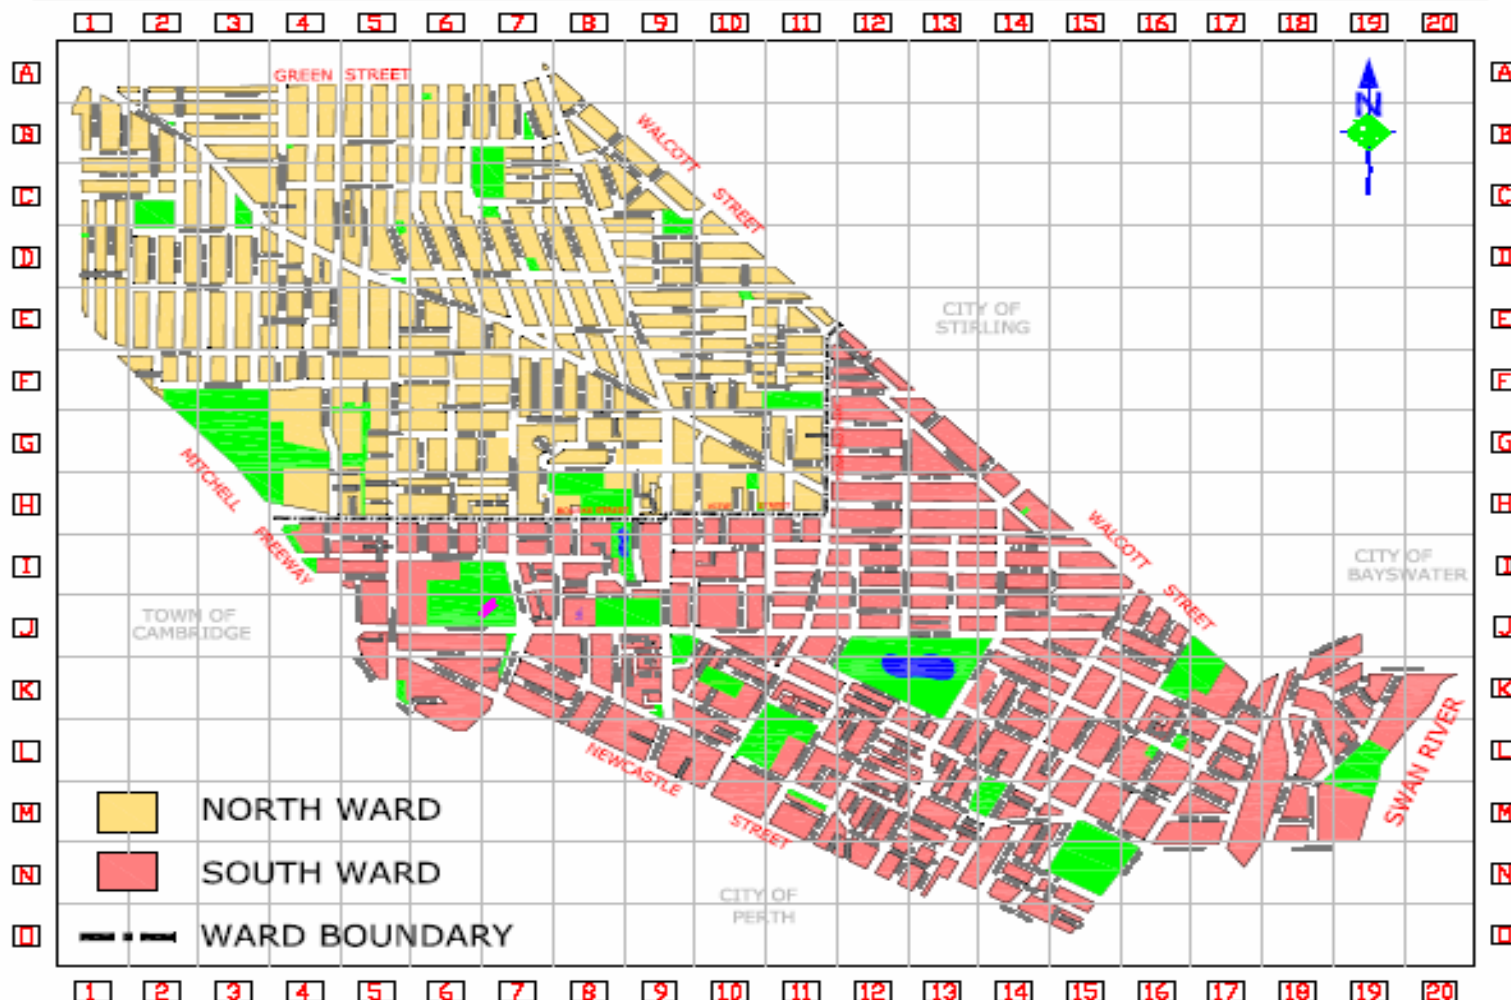 1 2 3 4 5 6 7 8 9 10 11 12 13 14 15 16 17 18 19 20
A A
GREEN STREET
N
B B
WALCOTT
C C
STREET
D D
E E
CITY OF
STIRLING
F F
G G
MITCHELL
H H
STREET
FREEWAY
WALCOTT
STREET
I I
CITY OF
BAYSWATER
TOWN OF
CAMBRIDGE
J J
K K
L L
NEWCASTLE
STREET
SWAN RIVER
M M
NORTH WARD
N N
SOUTH WARD
CITY OF
PERTH
O O
WARD BOUNDARY
1 2 3 4 5 6 7 8 9 10 11 12 13 14 15 16 17 18 19 20